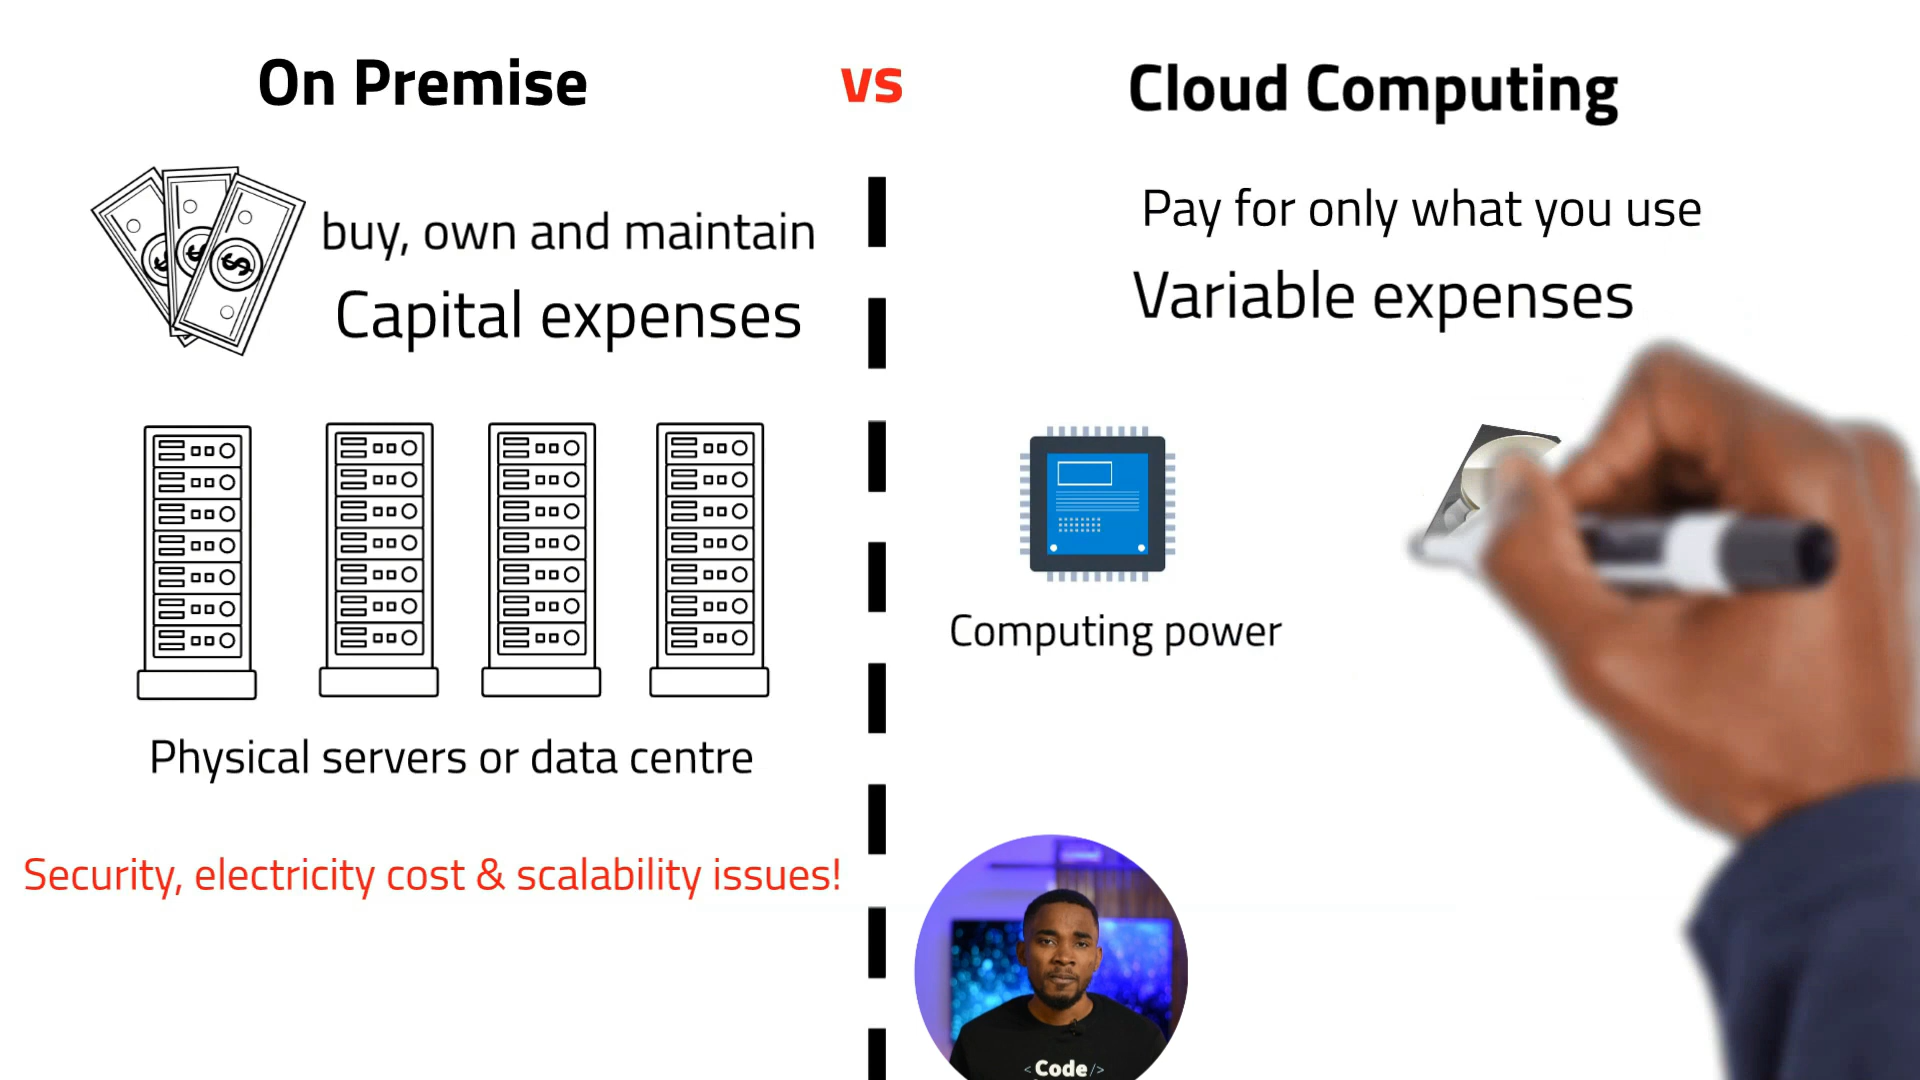 On Premise
vs
Cloud Computing
buy, own and maintain
Capital expenses
Pay for only what you use
Variable expenses
Computing power
Physical servers or data centre
Security, electricity cost & scalability issues!
<Code/>